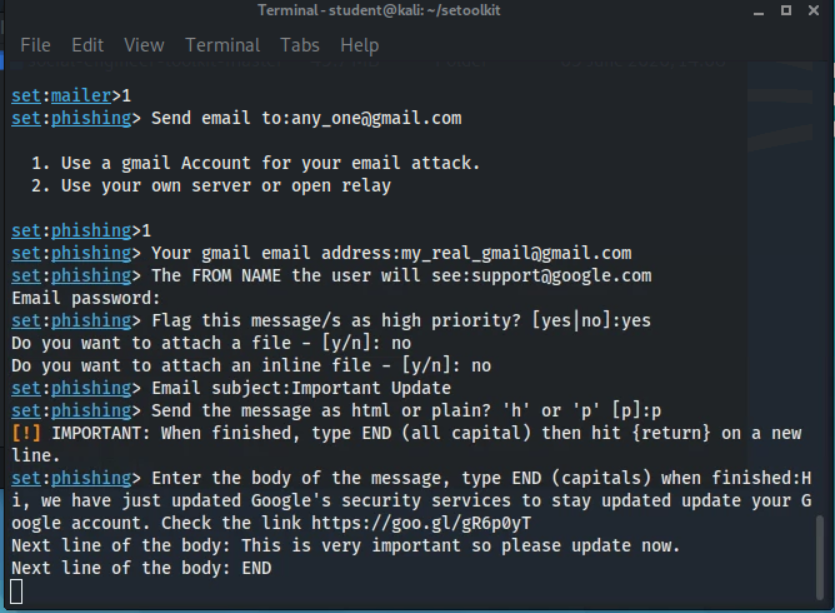 Terminal - student@kali: ~/setoolkit
File Edit View Terminal Tabs Help
set:mailer>1
set:phishing> Send email to:any_one@gmail.com
1. Use a gmail Account for your email attack.
2. Use your own server or open relay
set:phishing>1
set:phishing> Your gmail email address:my_real_gmail@gmail.com
set:phishing> The FROM NAME the user will see:support@google.com
Email password:
set:phishing> Flag this message/s as high priority? [yes|no]:yes
Do you want to attach a file - [y/n]: no
Do you want to attach an inline file - [y/n]: no
set:phishing> Email subject:Important Update
set:phishing> Send the message as html or plain? 'h' or 'p' [p]:p
[!] IMPORTANT: When finished, type END (all capital) then hit {return} on a new
line.
set:phishing> Enter the body of the message, type END (capitals) when finished:H
i, we have just updated Google's security services to stay updated update your G
oogle account. Check the link https://goo.gl/gR6p0yT
Next line of the body: This is very important so please update now.
Next line of the body: END